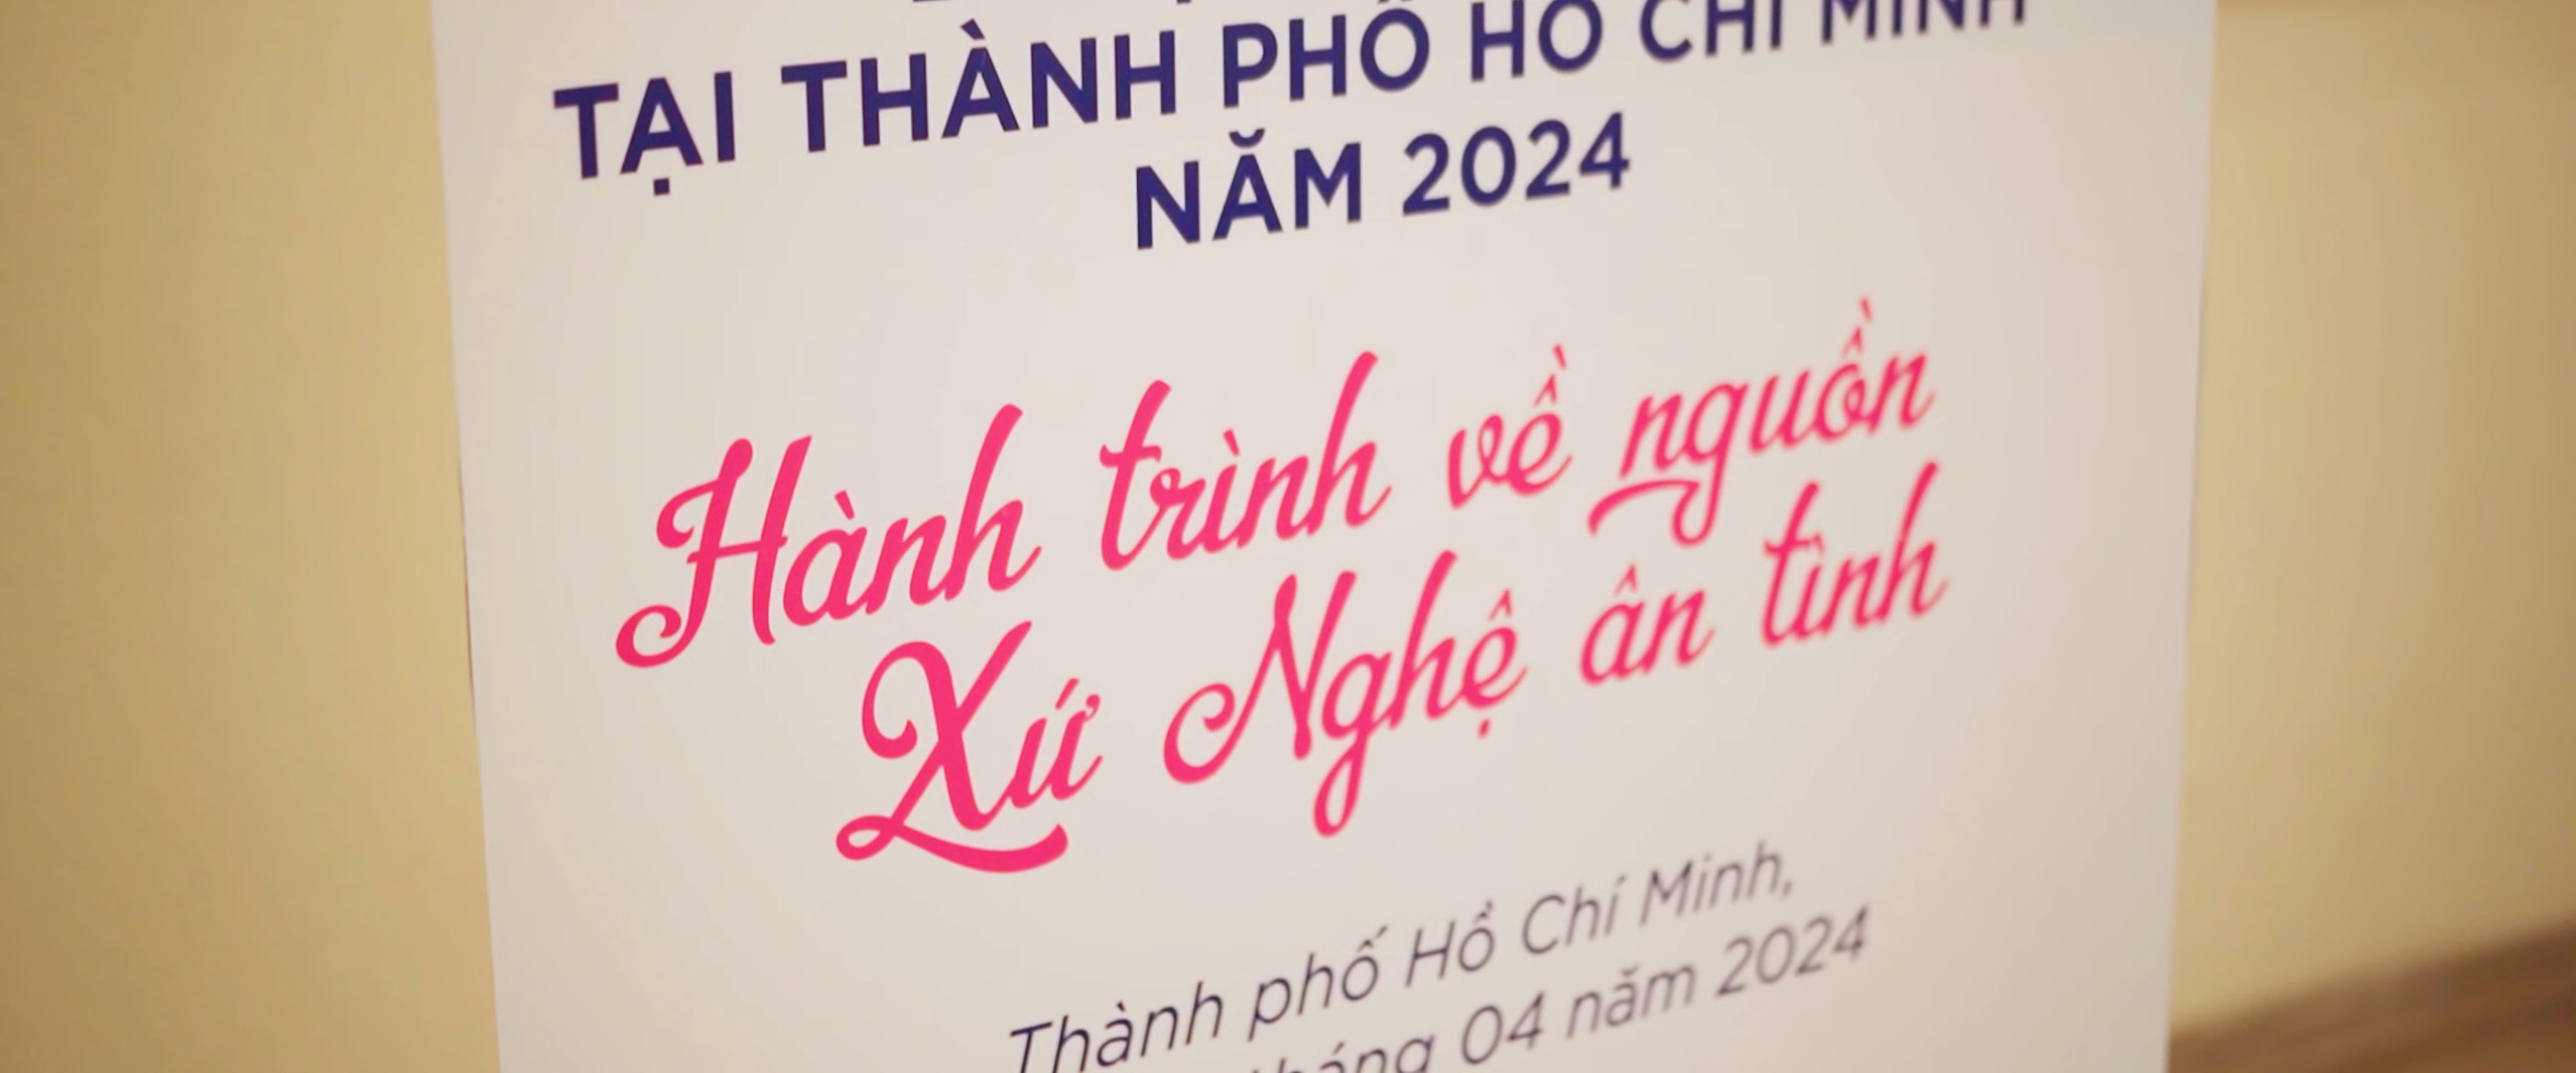 TẠI THÀNH PHỐ HỒ CHÍ MINH
NĂM 2024
Hành trình về nguồn
Xứ Nghệ ân tình
Thành phố Hồ Chí Minh,
tháng 04 năm 2024